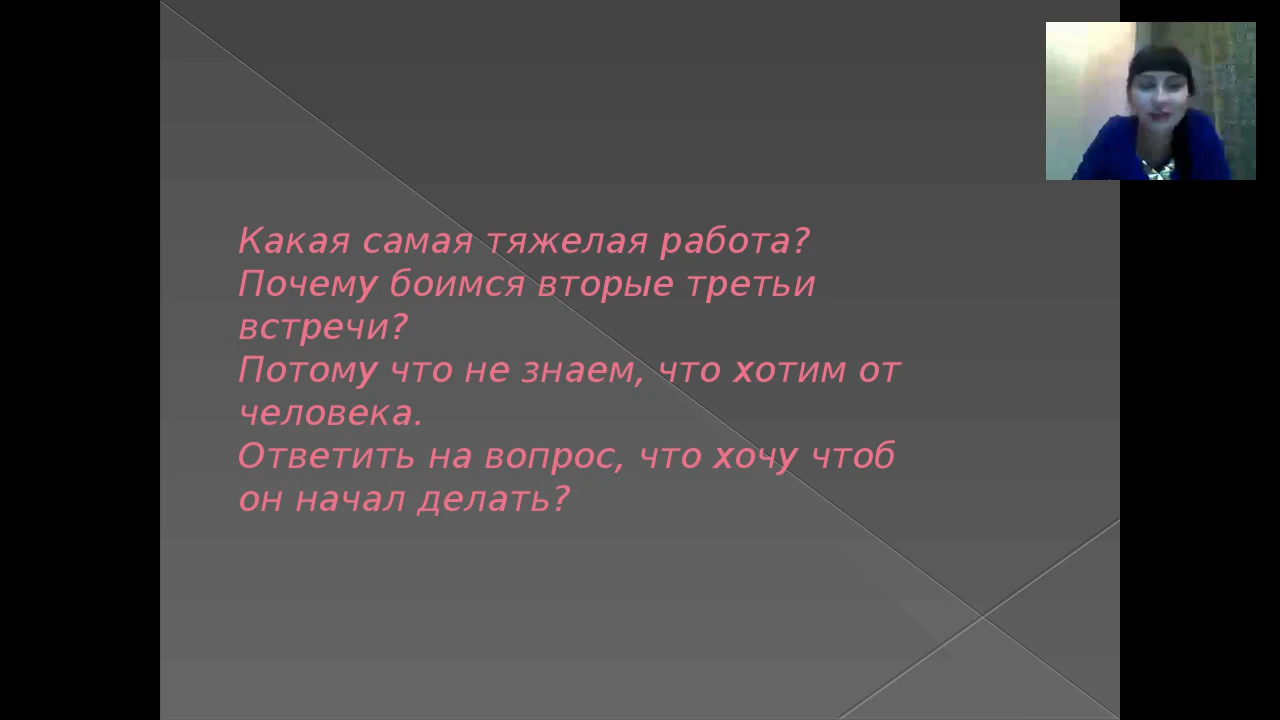 Какая самая тяжелая работа?
Почему боимся вторые третьи
встречи?
Потому что не знаем, что хотим от
человека.
Ответить на вопрос, что хочу чтоб
он начал делать?